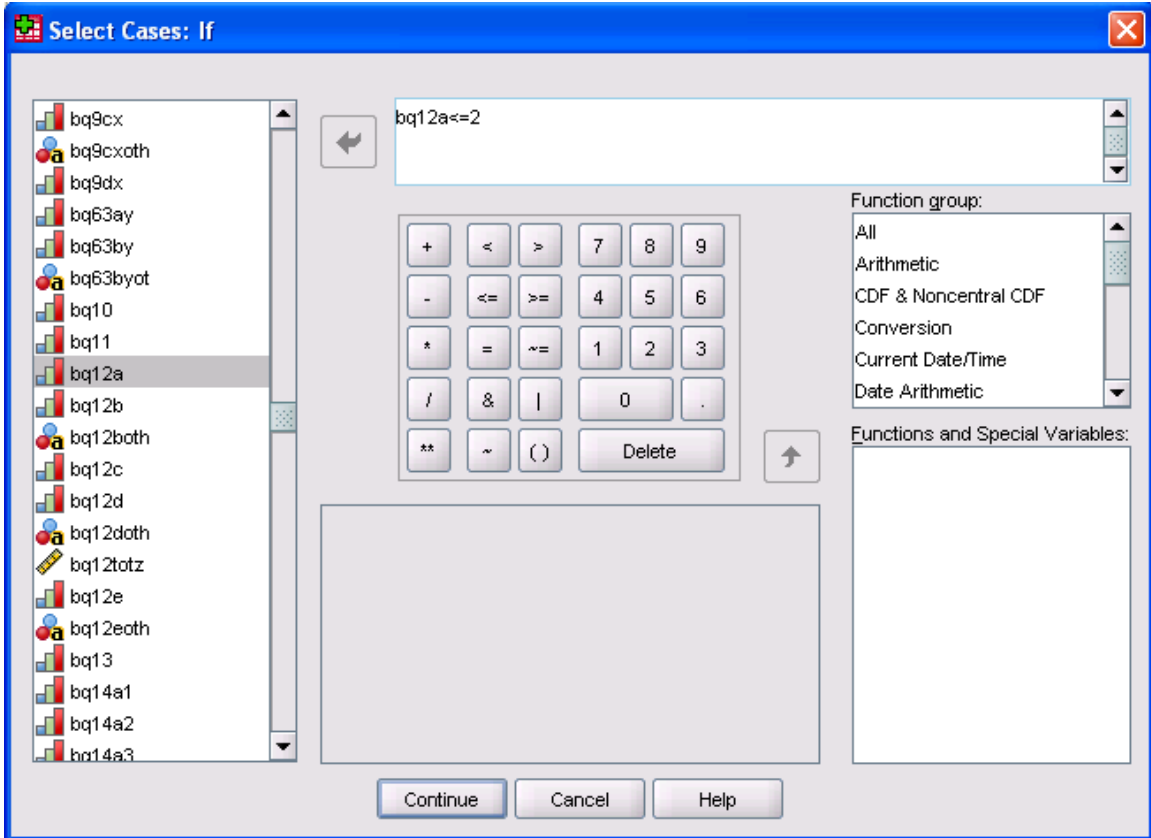 Select Cases: If
bq9cx
bq9cxoth
bq9dx
bq63ay
bq63by
bq63byot
bq10
bq11
bq12a
bq12b
bq12both
bq12c
bq12d
bq12doth
bq12totz
bq12e
bq12eoth
bq13
bq14a1
bq14a2
bq14a3
bq12a<=2
+ < > 7 8 9
- <= >= 4 5 6
* = ~= 1 2 3
/ & | 0 .
** ~ ( ) Delete
Function group:
All
Arithmetic
CDF & Noncentral CDF
Conversion
Current Date/Time
Date Arithmetic
Functions and Special Variables:
Continue Cancel Help